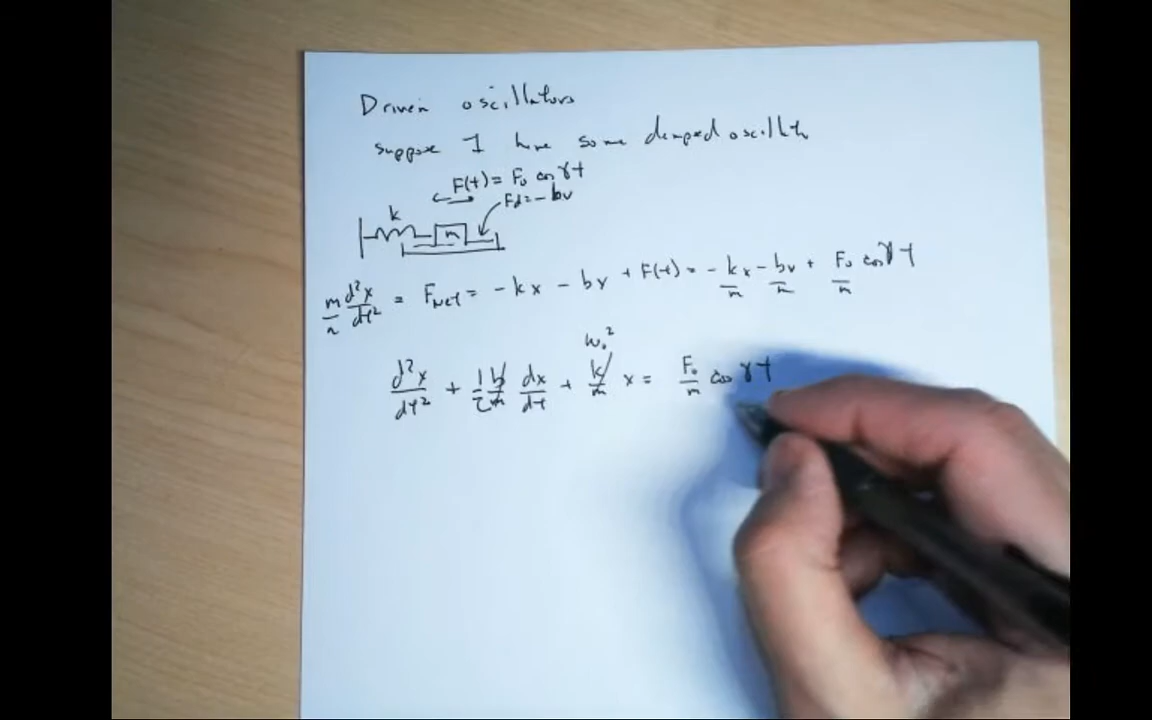 Driven oscillators
suppose I have some damped oscillator
F(t) = F₀ cos γt
k
m
Fd = -bv
m/m d²x/dt² = FNet = -kx - bv + F(t) = -k/m x - bv/m + F₀/m cos γt
ω₀²
d²x/dt² + 1/τ b/m dx/dt + k/m x = F₀/m cos γt